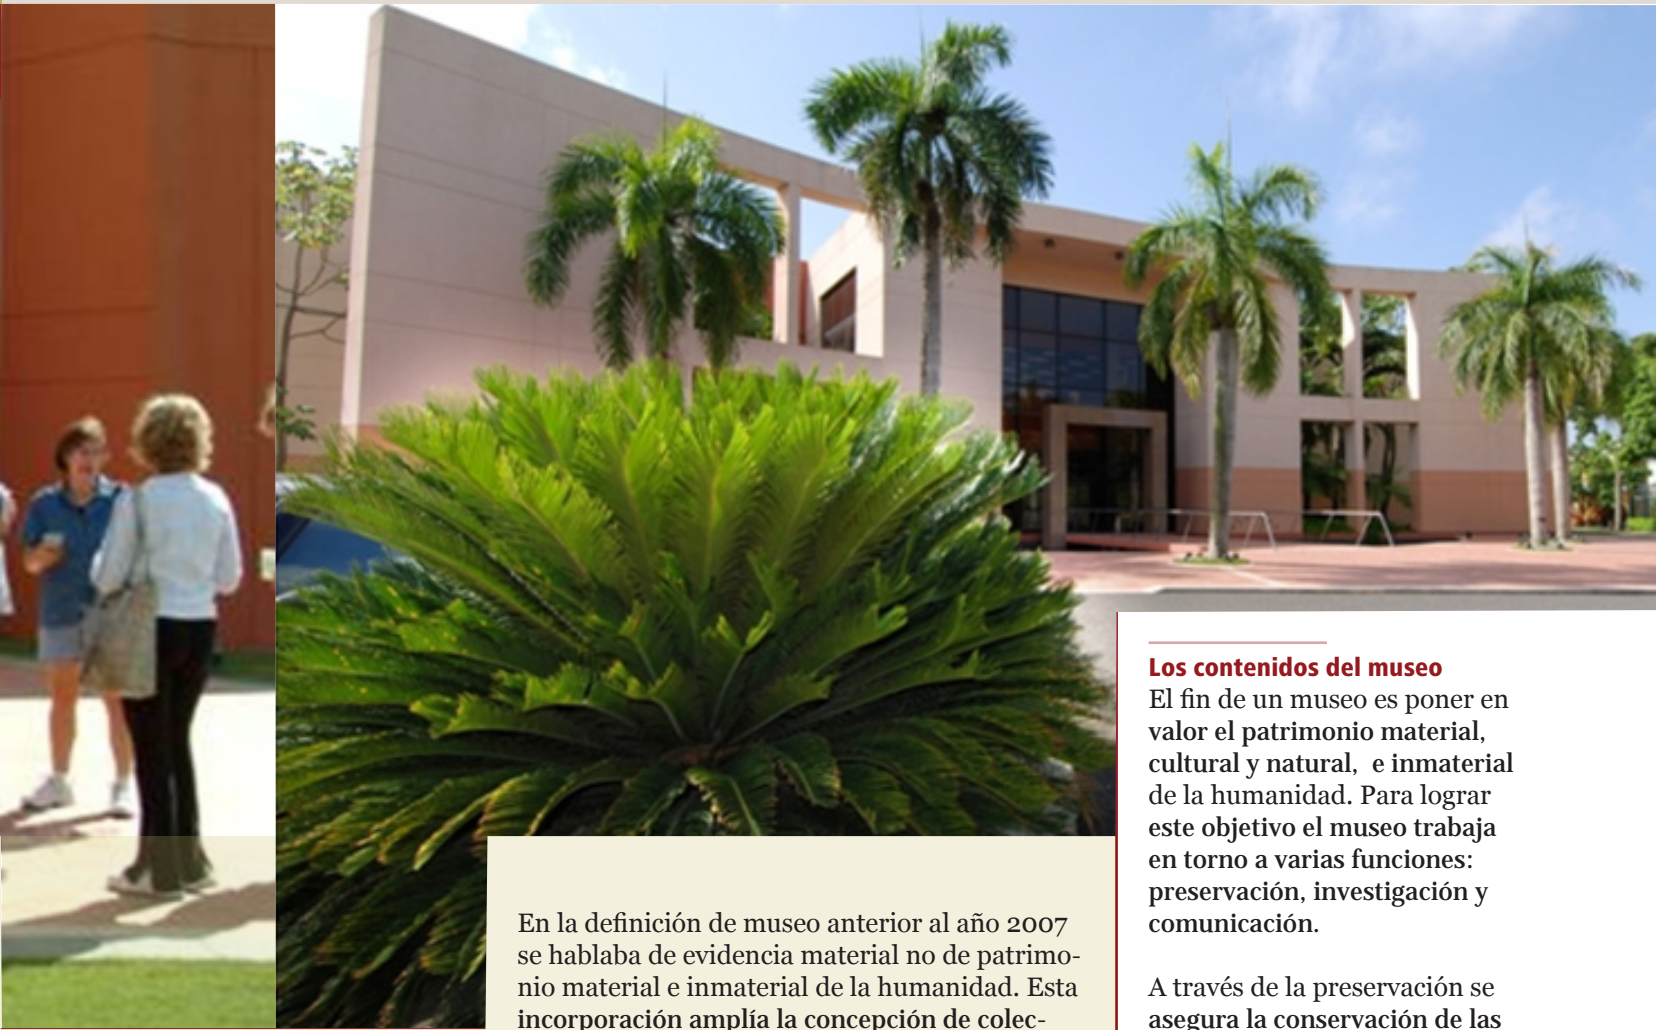 En la definición de museo anterior al año 2007
se hablaba de evidencia material no de patrimo-
nio material e inmaterial de la humanidad. Esta
incorporación amplía la concepción de colec-
Los contenidos del museo
El fin de un museo es poner en
valor el patrimonio material,
cultural y natural,  e inmaterial
de la humanidad. Para lograr
este objetivo el museo trabaja
en torno a varias funciones:
preservación, investigación y
comunicación.
A través de la preservación se
asegura la conservación de las